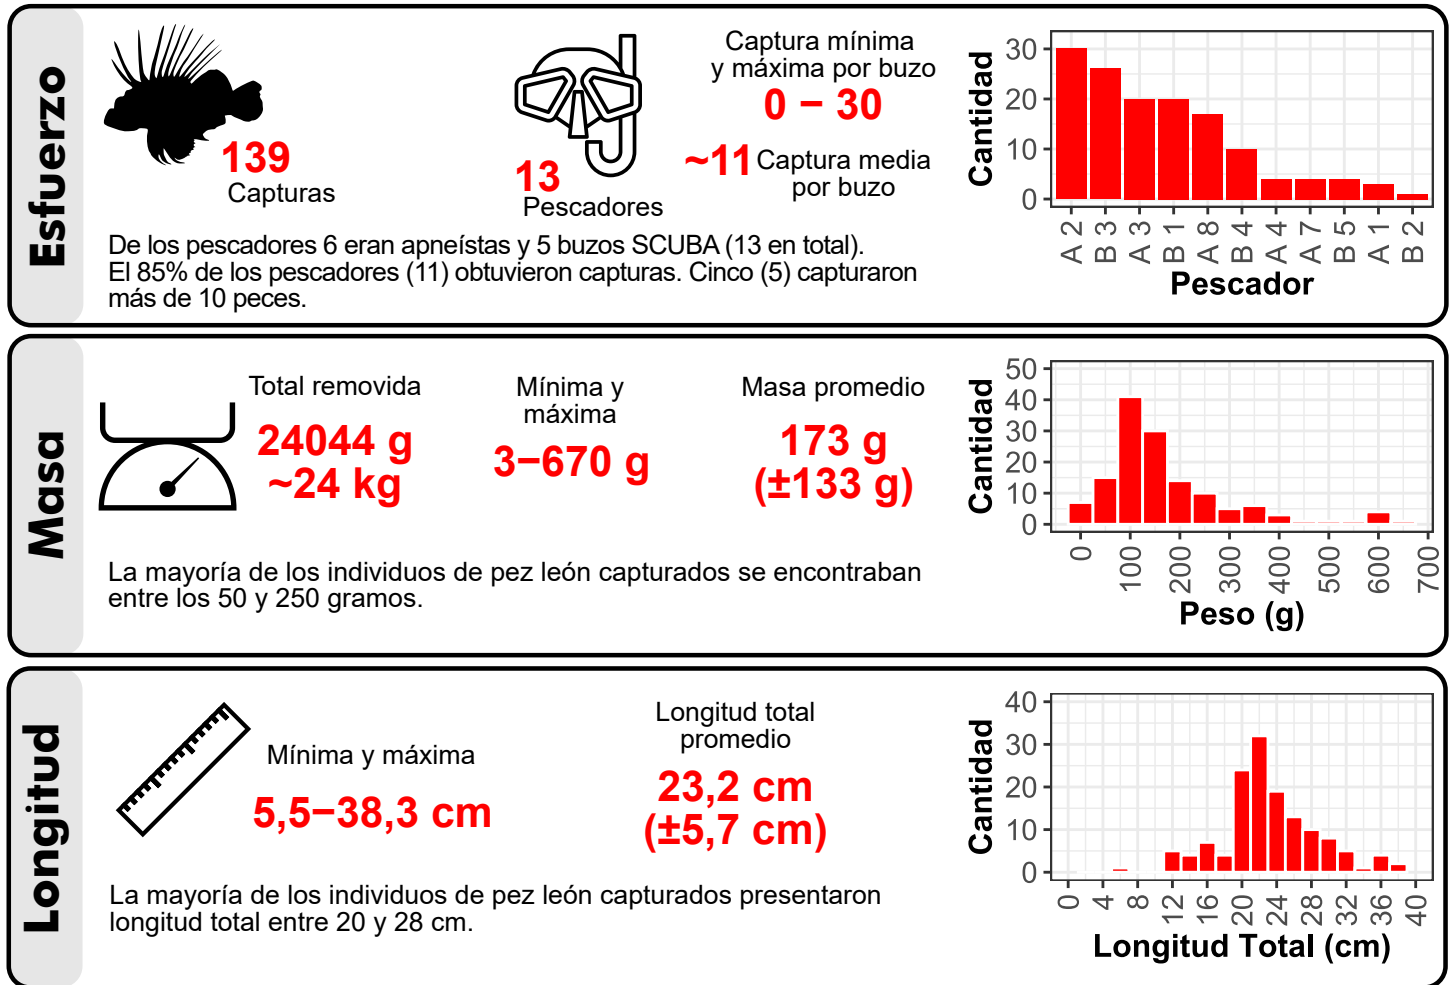 Esfuerzo
139
Capturas
13
Pescadores
Captura mínima
y máxima por buzo
0 – 30
~11 Captura media
por buzo
De los pescadores 6 eran apneístas y 5 buzos SCUBA (13 en total).
El 85% de los pescadores (11) obtuvieron capturas. Cinco (5) capturaron
más de 10 peces.
Cantidad
30
20
10
0
A 2
B 3
A 3
B 1
A 8
B 4
A 4
A 7
B 5
A 1
B 2
Pescador
Masa
Total removida
24044 g
~24 kg
Mínima y
máxima
3–670 g
Masa promedio
173 g
(±133 g)
La mayoría de los individuos de pez león capturados se encontraban
entre los 50 y 250 gramos.
Cantidad
50
40
30
20
10
0
0
100
200
300
400
500
600
700
Peso (g)
Longitud
Mínima y máxima
5,5–38,3 cm
Longitud total
promedio
23,2 cm
(±5,7 cm)
La mayoría de los individuos de pez león capturados presentaron
longitud total entre 20 y 28 cm.
Cantidad
40
30
20
10
0
0
4
8
12
16
20
24
28
32
36
40
Longitud Total (cm)